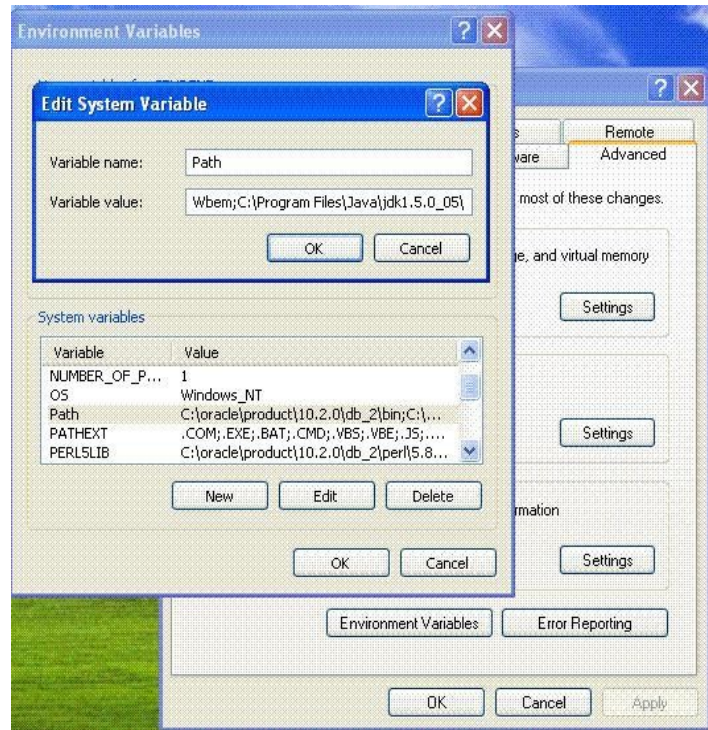 Environment Variables
Edit System Variable
Variable name: Path
Variable value: Wbem;C:\Program Files\Java\jdk1.5.0_05\
OK Cancel
System variables
Variable Value
NUMBER_OF_P... 1
OS Windows_NT
Path C:\oracle\product\10.2.0\db_2\bin;C:\...
PATHEXT .COM;.EXE;.BAT;.CMD;.VBS;.VBE;.JS;....
PERL5LIB C:\oracle\product\10.2.0\db_2\perl\5.8...
New Edit Delete
OK Cancel
Remote
Advanced
most of these changes.
and virtual memory
Settings
Settings
Settings
Environment Variables Error Reporting
OK Cancel Apply